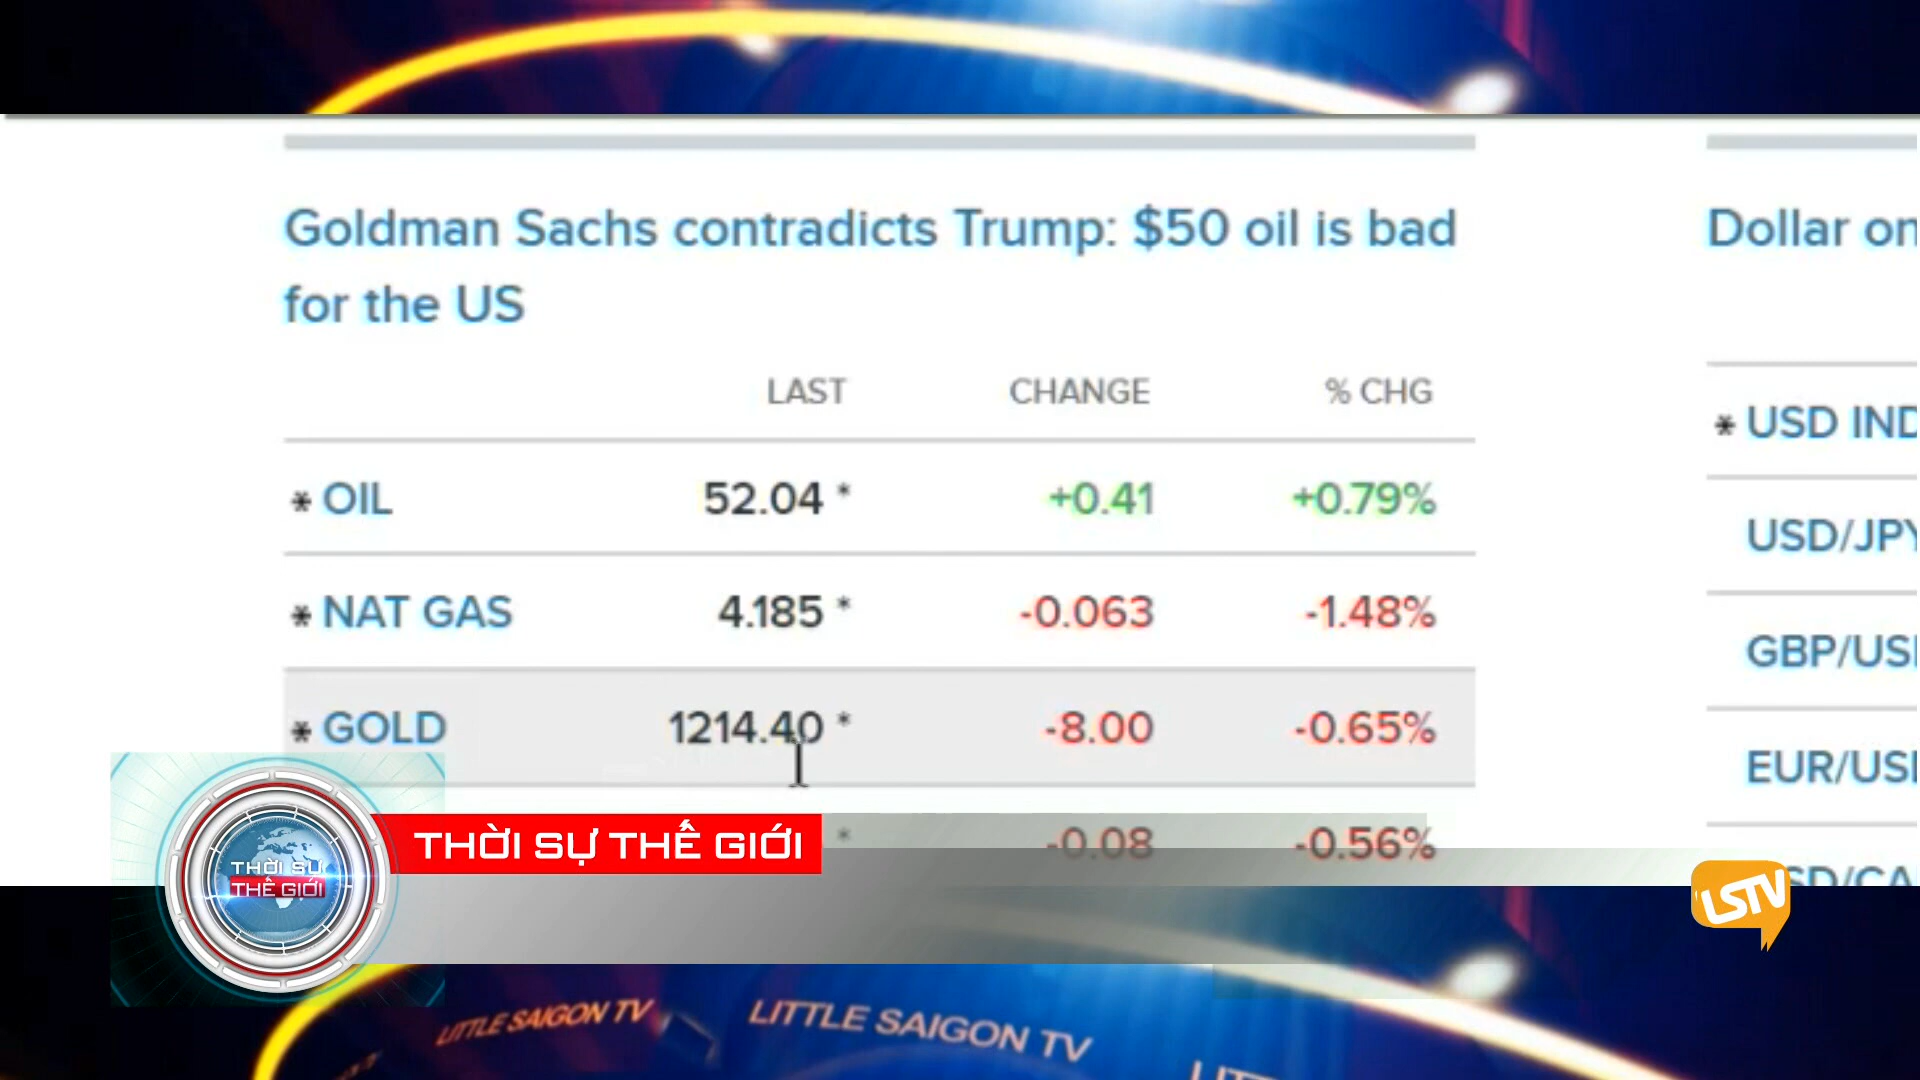 Goldman Sachs contradicts Trump: $50 oil is bad
for the US
LAST CHANGE % CHG
* OIL 52.04 * +0.41 +0.79%
* NAT GAS 4.185 * -0.063 -1.48%
* GOLD 1214.40 * -8.00 -0.65%
* -0.08 -0.56%
Dollar on
* USD IND
USD/JPY
GBP/USD
EUR/USD
SD/CA
THỜI SỰ THẾ GIỚI
THỜI SỰ
THẾ GIỚI
LSTV
LITTLE SAIGON TV
LITTLE SAIGON TV
LITT